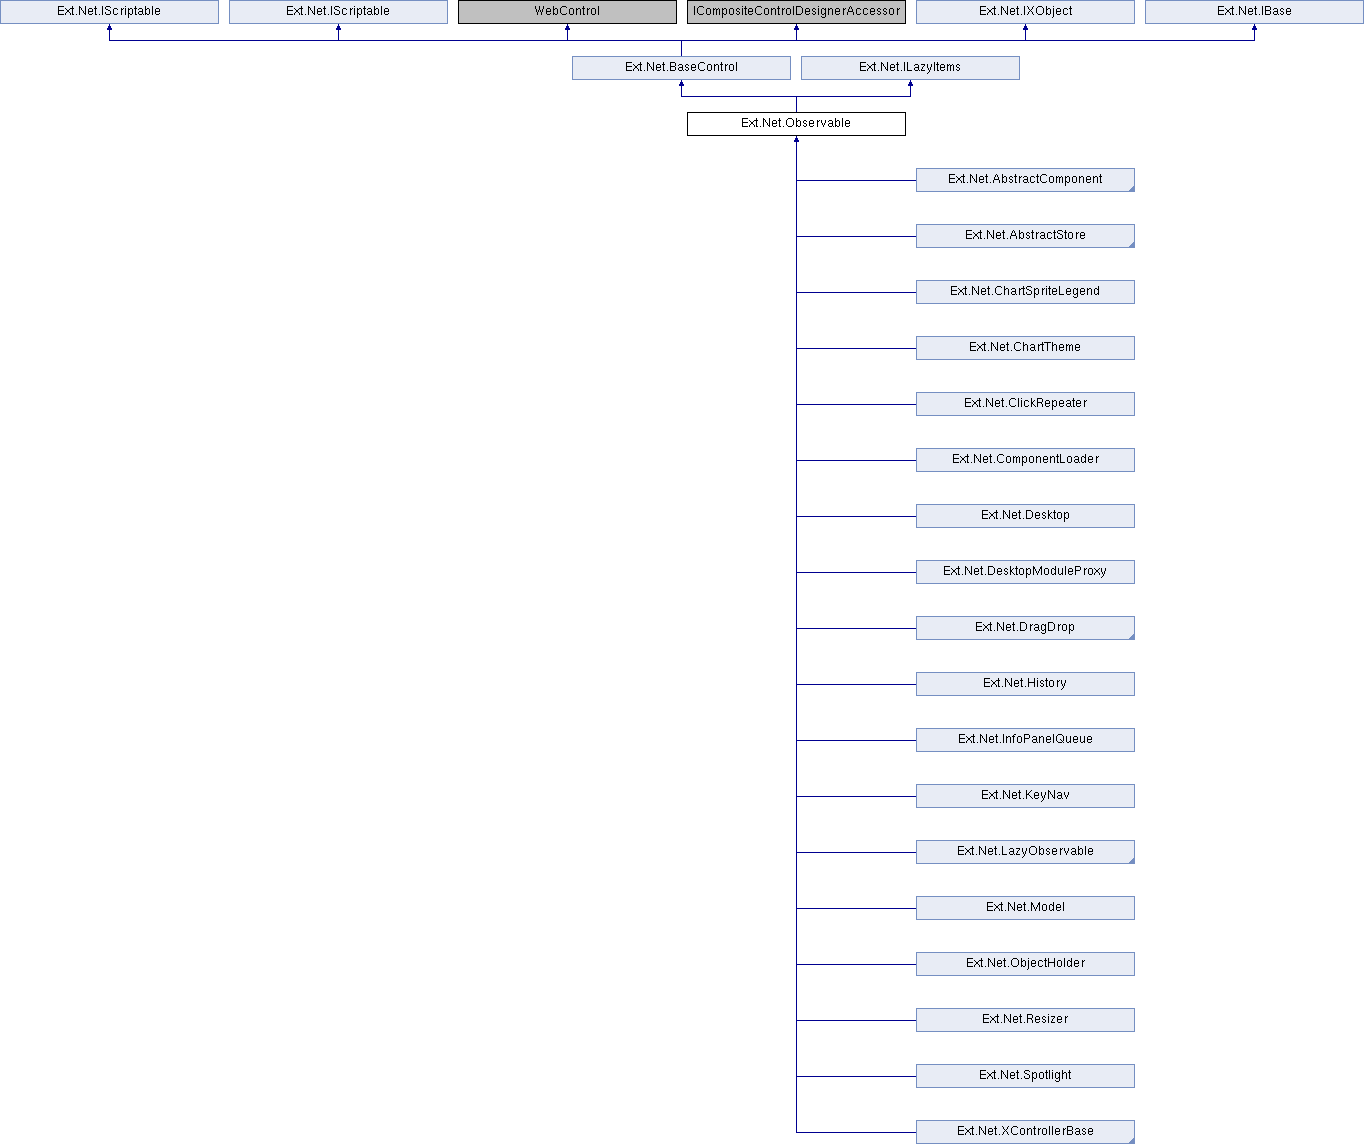 Ext.Net.IScriptable
Ext.Net.IScriptable
WebControl
ICompositeControlDesignerAccessor
Ext.Net.IXObject
Ext.Net.IBase
Ext.Net.BaseControl
Ext.Net.ILazyItems
Ext.Net.Observable
Ext.Net.AbstractComponent
Ext.Net.AbstractStore
Ext.Net.ChartSpriteLegend
Ext.Net.ChartTheme
Ext.Net.ClickRepeater
Ext.Net.ComponentLoader
Ext.Net.Desktop
Ext.Net.DesktopModuleProxy
Ext.Net.DragDrop
Ext.Net.History
Ext.Net.InfoPanelQueue
Ext.Net.KeyNav
Ext.Net.LazyObservable
Ext.Net.Model
Ext.Net.ObjectHolder
Ext.Net.Resizer
Ext.Net.Spotlight
Ext.Net.XControllerBase